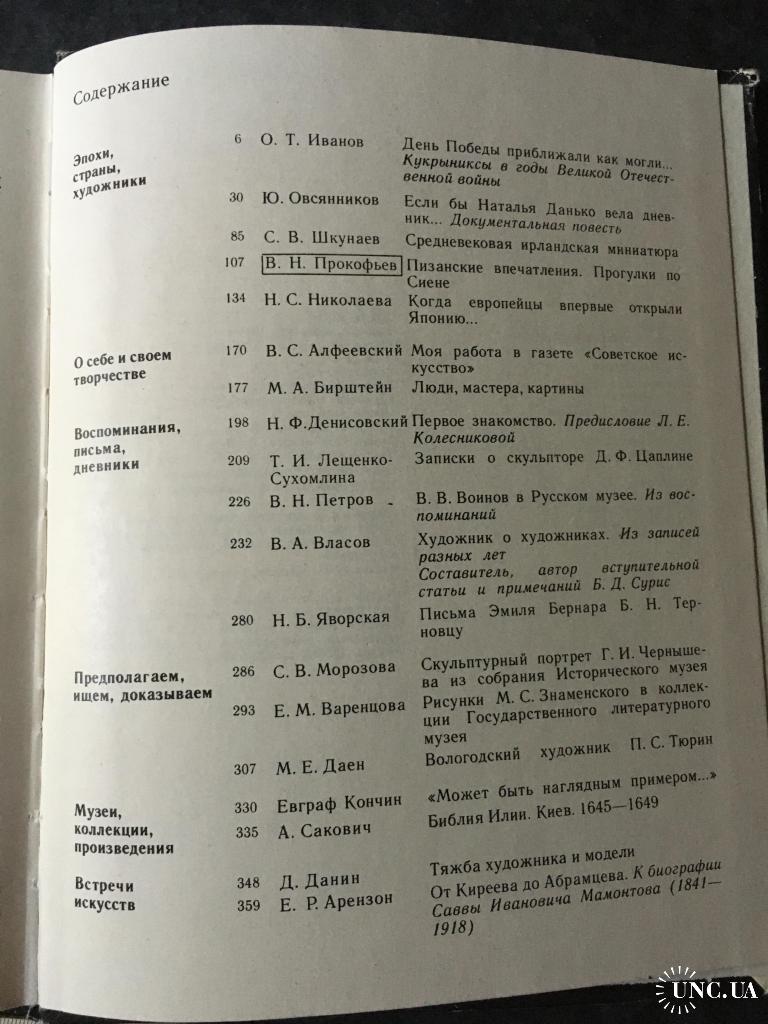 Содержание
Эпохи,
страны,
художники
6 О. Т. Иванов День Победы приближали как могли...
Кукрыниксы в годы Великой Отечест-
венной войны
30 Ю. Овсянников Если бы Наталья Данько вела днев-
ник... Документальная повесть
85 С. В. Шкунаев Средневековая ирландская миниатюра
107 В. Н. Прокофьев Пизанские впечатления. Прогулки по
Сиене
134 Н. С. Николаева Когда европейцы впервые открыли
Японию...
О себе и своем
творчестве
170 В. С. Алфеевский Моя работа в газете «Советское ис-
кусство»
177 М. А. Бирштейн Люди, мастера, картины
Воспоминания,
письма,
дневники
198 Н. Ф. Денисовский Первое знакомство. Предисловие Л. Е.
Колесниковой
209 Т. И. Лещенко- Записки о скульпторе Д. Ф. Цаплине
Сухомлина
226 В. Н. Петров В. В. Воинов в Русском музее. Из вос-
поминаний
232 В. А. Власов Художник о художниках. Из записей
разных лет
Составитель, автор вступительной
статьи и примечаний Б. Д. Сурис
280 Н. Б. Яворская Письма Эмиля Бернара Б. Н. Тер-
новцу
Предполагаем,
ищем, доказываем
286 С. В. Морозова Скульптурный портрет Г. И. Черныше-
ва из собрания Исторического музея
293 Е. М. Варенцова Рисунки М. С. Знаменского в коллек-
ции Государственного литературного
музея
307 М. Е. Даен Вологодский художник П. С. Тюрин
Музеи,
коллекции,
произведения
330 Евграф Кончин «Может быть наглядным примером...»
335 А. Сакович Библия Илии. Киев. 1645—1649
Встречи
искусств
348 Д. Данин Тяжба художника и модели
359 Е. Р. Арензон От Киреева до Абрамцева. К биографии
Саввы Ивановича Мамонтова (1841—
1918)
UNC.UA